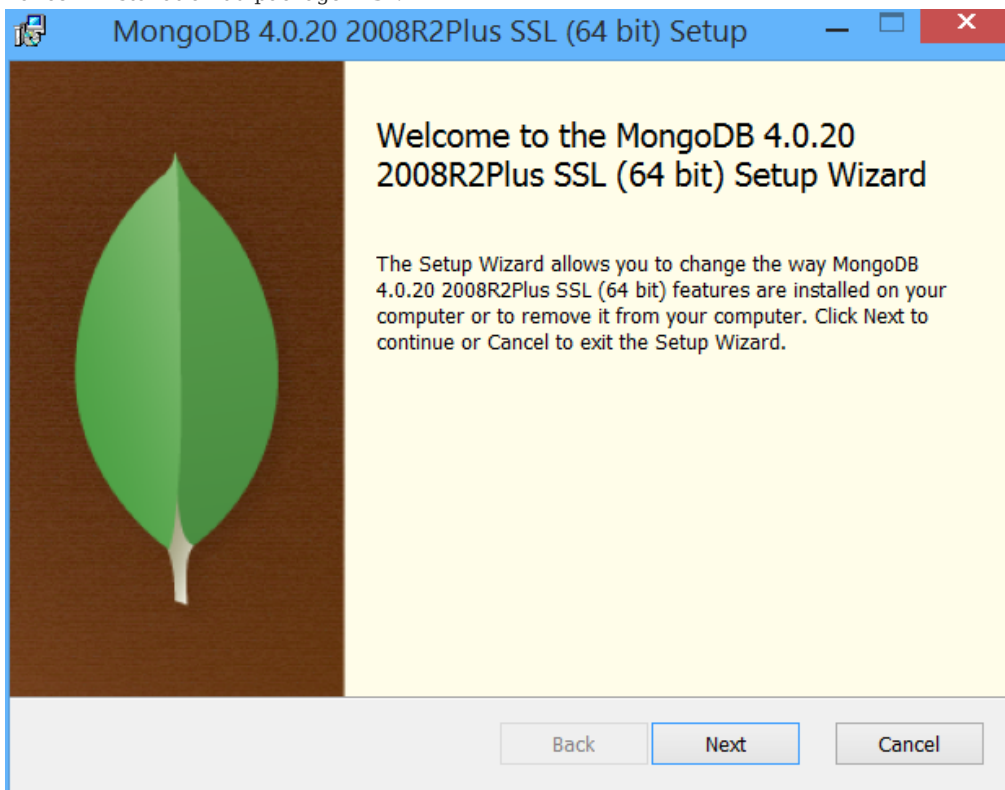 MongoDB 4.0.20 2008R2Plus SSL (64 bit) Setup
Welcome to the MongoDB 4.0.20
2008R2Plus SSL (64 bit) Setup Wizard
The Setup Wizard allows you to change the way MongoDB
4.0.20 2008R2Plus SSL (64 bit) features are installed on your
computer or to remove it from your computer. Click Next to
continue or Cancel to exit the Setup Wizard.
Back
Next
Cancel